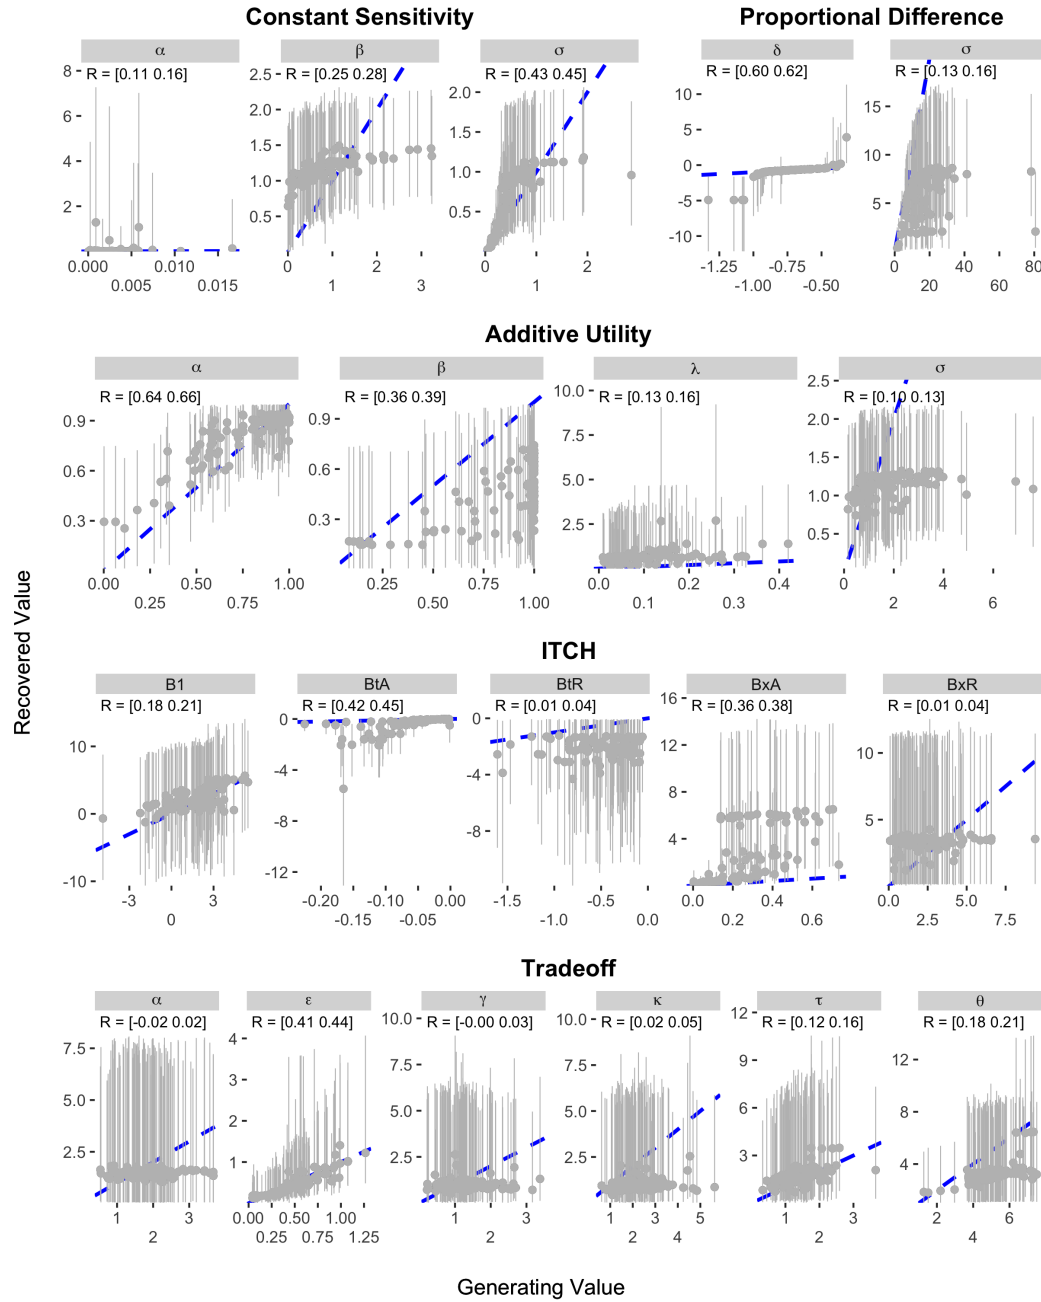 Constant Sensitivity
Proportional Difference
α
β
σ
δ
σ
R = [0.11 0.16]
R = [0.25 0.28]
R = [0.43 0.45]
R = [0.60 0.62]
R = [0.13 0.16]
8
6
4
2
2.5
2.0
1.5
1.0
0.5
2.0
1.5
1.0
0.5
10
5
0
-5
-10
15
10
5
0.000 0.010
0.005 0.015
0 2
1 3
0 2
1
-1.25 -0.75
-1.00 -0.50
0 40 80
20 60
Additive Utility
α
β
λ
σ
R = [0.64 0.66]
R = [0.36 0.39]
R = [0.13 0.16]
R = [0.10 0.13]
0.9
0.6
0.3
0.9
0.6
0.3
10.0
7.5
5.0
2.5
2.5
2.0
1.5
1.0
0.5
0.00 0.50 1.00
0.25 0.75
0.25 0.75
0.50 1.00
0.0 0.2 0.4
0.1 0.3
0 4
2 6
Recovered Value
ITCH
B1
BtA
BtR
BxA
BxR
R = [0.18 0.21]
R = [0.42 0.45]
R = [0.01 0.04]
R = [0.36 0.38]
R = [0.01 0.04]
10
0
-10
0
-4
-8
-12
0
-4
-8
16
12
8
4
10
5
-3 3
0
-0.20 -0.10 0.00
-0.15 -0.05
-1.5 -0.5
-1.0 0.0
0.0 0.4
0.2 0.6
0.0 5.0
2.5 7.5
Tradeoff
α
ε
γ
κ
τ
θ
R = [-0.02 0.02]
R = [0.41 0.44]
R = [-0.00 0.03]
R = [0.02 0.05]
R = [0.12 0.16]
R = [0.18 0.21]
7.5
5.0
2.5
4
3
2
1
10.0
7.5
5.0
2.5
10.0
7.5
5.0
2.5
12
9
6
3
12
8
4
1 3
2
0.00 0.50 1.00
0.25 0.75 1.25
1 3
2
1 3 5
2 4
1 3
2
2 6
4
Generating Value